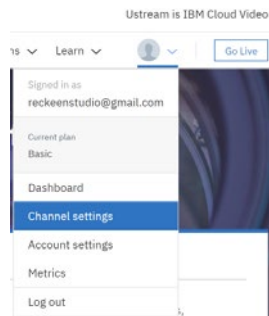 Ustream is IBM Cloud Video
ns Learn Go Live
Signed in as
reckeenstudio@gmail.com
Current plan
Basic
Dashboard
Channel settings
Account settings
Metrics
Log out